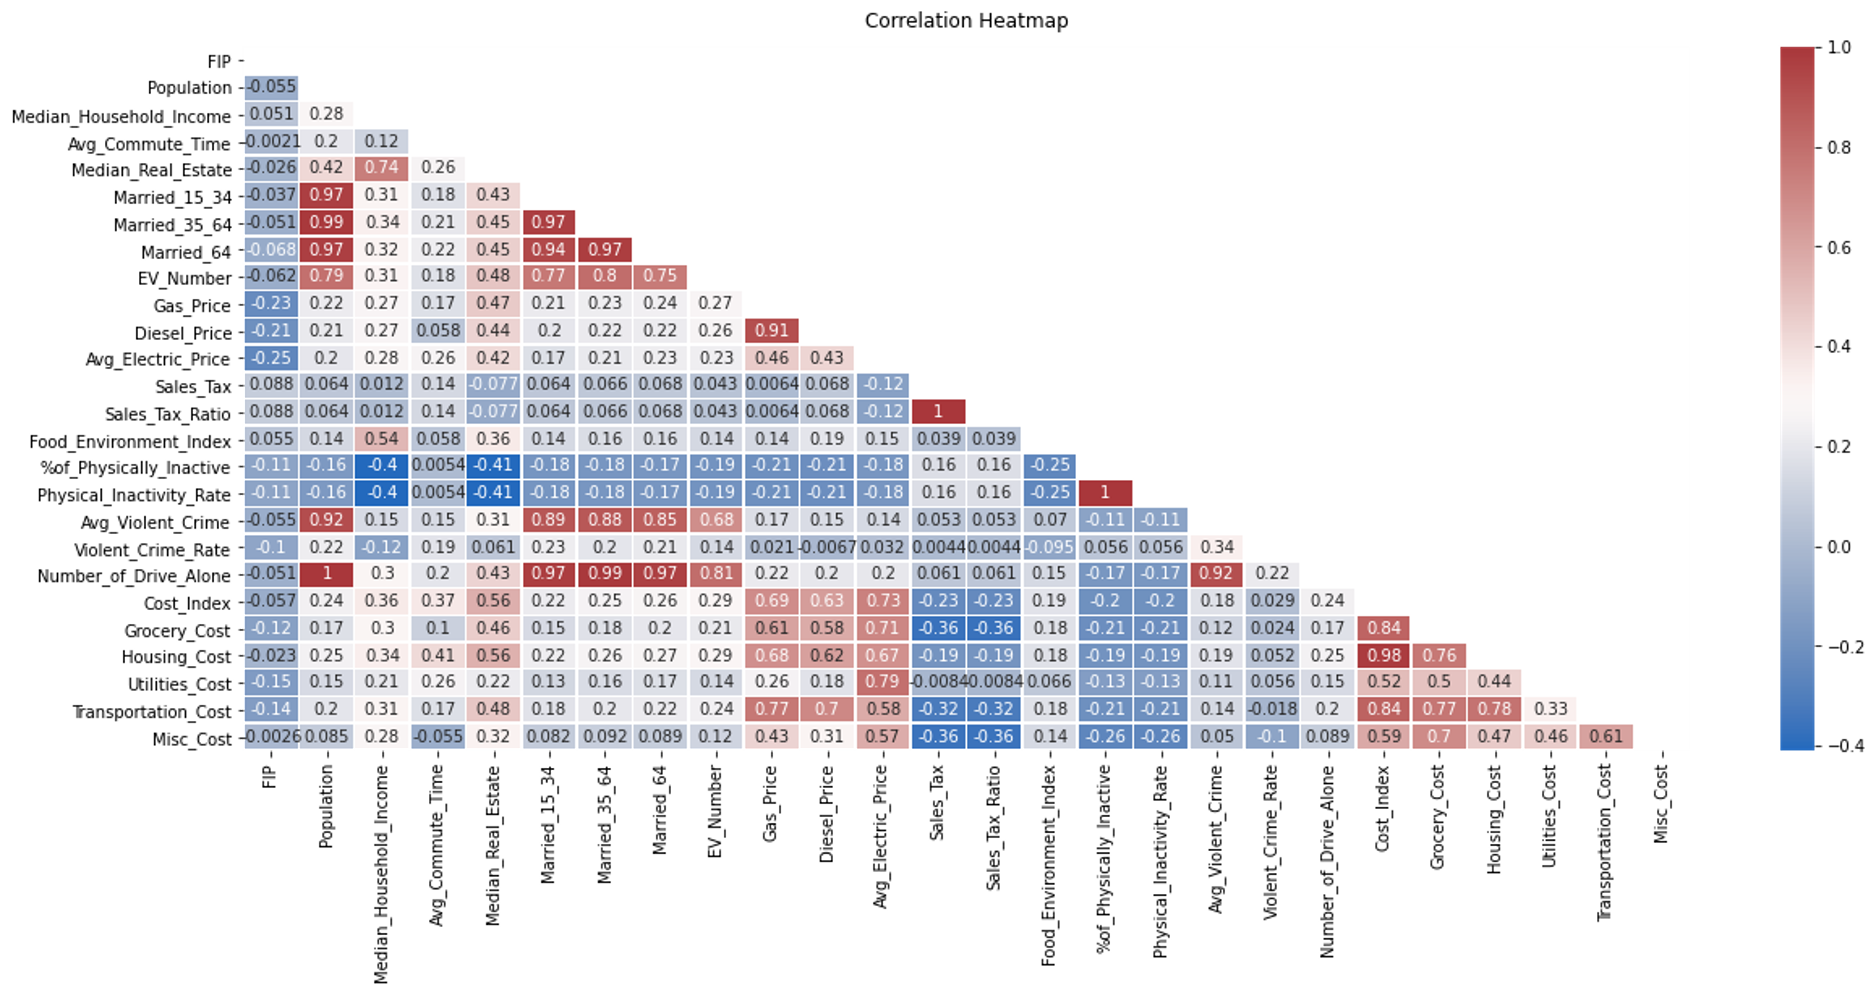 Correlation Heatmap
FIP
Population -0.055
Median_Household_Income 0.051 0.28
Avg_Commute_Time -0.0021 0.2 0.12
Median_Real_Estate -0.026 0.42 0.74 0.26
Married_15_34 -0.037 0.97 0.31 0.18 0.43
Married_35_64 -0.051 0.99 0.34 0.21 0.45 0.97
Married_64 -0.068 0.97 0.32 0.22 0.45 0.94 0.97
EV_Number -0.062 0.79 0.31 0.18 0.48 0.77 0.8 0.75
Gas_Price -0.23 0.22 0.27 0.17 0.47 0.21 0.23 0.24 0.27
Diesel_Price -0.21 0.21 0.27 0.058 0.44 0.2 0.22 0.22 0.26 0.91
Avg_Electric_Price -0.25 0.2 0.28 0.26 0.42 0.17 0.21 0.23 0.23 0.46 0.43
Sales_Tax 0.088 0.064 0.012 0.14 -0.077 0.064 0.066 0.068 0.043 0.0064 0.068 -0.12
Sales_Tax_Ratio 0.088 0.064 0.012 0.14 -0.077 0.064 0.066 0.068 0.043 0.0064 0.068 -0.12 1
Food_Environment_Index 0.055 0.14 0.54 0.058 0.36 0.14 0.16 0.16 0.14 0.14 0.19 0.15 0.039 0.039
%of_Physically_Inactive -0.11 -0.16 -0.4 0.0054 -0.41 -0.18 -0.18 -0.17 -0.19 -0.21 -0.21 -0.18 0.16 0.16 -0.25
Physical_Inactivity_Rate -0.11 -0.16 -0.4 0.0054 -0.41 -0.18 -0.18 -0.17 -0.19 -0.21 -0.21 -0.18 0.16 0.16 -0.25 1
Avg_Violent_Crime -0.055 0.92 0.15 0.15 0.31 0.89 0.88 0.85 0.68 0.17 0.15 0.14 0.053 0.053 0.07 -0.11 -0.11
Violent_Crime_Rate -0.1 0.22 -0.12 0.19 0.061 0.23 0.2 0.21 0.14 0.021 -0.0067 0.032 0.0044 0.0044 -0.095 0.056 0.056 0.34
Number_of_Drive_Alone -0.051 1 0.3 0.2 0.43 0.97 0.99 0.97 0.81 0.22 0.2 0.2 0.061 0.061 0.15 -0.17 -0.17 0.92 0.22
Cost_Index -0.057 0.24 0.36 0.37 0.56 0.22 0.25 0.26 0.29 0.69 0.63 0.73 -0.23 -0.23 0.19 -0.2 -0.2 0.18 0.029 0.24
Grocery_Cost -0.12 0.17 0.3 0.1 0.46 0.15 0.18 0.2 0.21 0.61 0.58 0.71 -0.36 -0.36 0.18 -0.21 -0.21 0.12 0.024 0.17 0.84
Housing_Cost -0.023 0.25 0.34 0.41 0.56 0.22 0.26 0.27 0.29 0.68 0.62 0.67 -0.19 -0.19 0.18 -0.19 -0.19 0.19 0.052 0.25 0.98 0.76
Utilities_Cost -0.15 0.15 0.21 0.26 0.22 0.13 0.16 0.17 0.14 0.26 0.18 0.79 -0.0084 -0.0084 0.066 -0.13 -0.13 0.11 0.056 0.15 0.52 0.5 0.44
Transportation_Cost -0.14 0.2 0.31 0.17 0.48 0.18 0.2 0.22 0.24 0.77 0.7 0.58 -0.32 -0.32 0.18 -0.21 -0.21 0.14 -0.018 0.2 0.84 0.77 0.78 0.33
Misc_Cost -0.0026 0.085 0.28 -0.055 0.32 0.082 0.092 0.089 0.12 0.43 0.31 0.57 -0.36 -0.36 0.14 -0.26 -0.26 0.05 -0.1 0.089 0.59 0.7 0.47 0.46 0.61
FIP
Population
Median_Household_Income
Avg_Commute_Time
Median_Real_Estate
Married_15_34
Married_35_64
Married_64
EV_Number
Gas_Price
Diesel_Price
Avg_Electric_Price
Sales_Tax
Sales_Tax_Ratio
Food_Environment_Index
%of_Physically_Inactive
Physical_Inactivity_Rate
Avg_Violent_Crime
Violent_Crime_Rate
Number_of_Drive_Alone
Cost_Index
Grocery_Cost
Housing_Cost
Utilities_Cost
Transportation_Cost
Misc_Cost
1.0
0.8
0.6
0.4
0.2
0.0
−0.2
−0.4